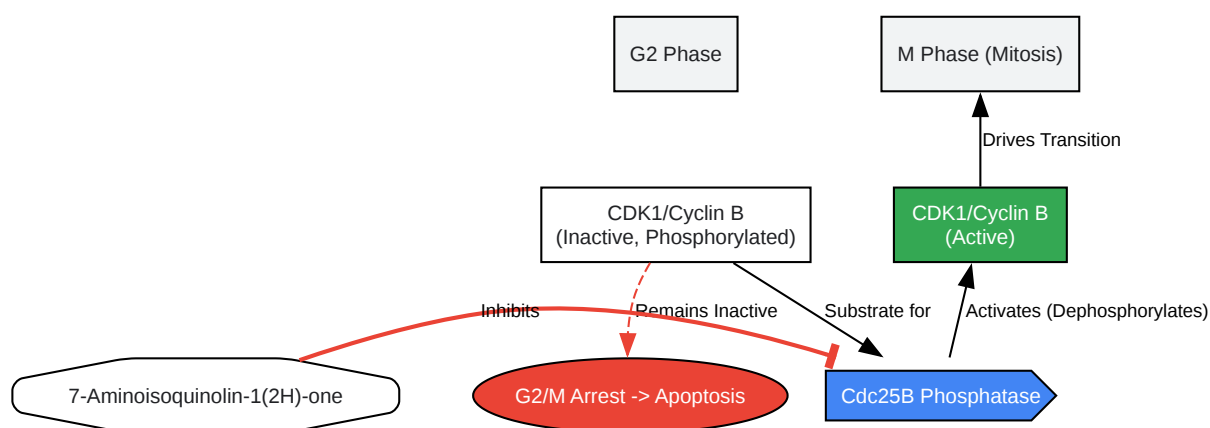 G2 Phase
M Phase (Mitosis)
Drives Transition
CDK1/Cyclin B
(Inactive, Phosphorylated)
CDK1/Cyclin B
(Active)
Inhibits
Remains Inactive
Substrate for
Activates (Dephosphorylates)
7-Aminoisoquinolin-1(2H)-one
G2/M Arrest -> Apoptosis
Cdc25B Phosphatase